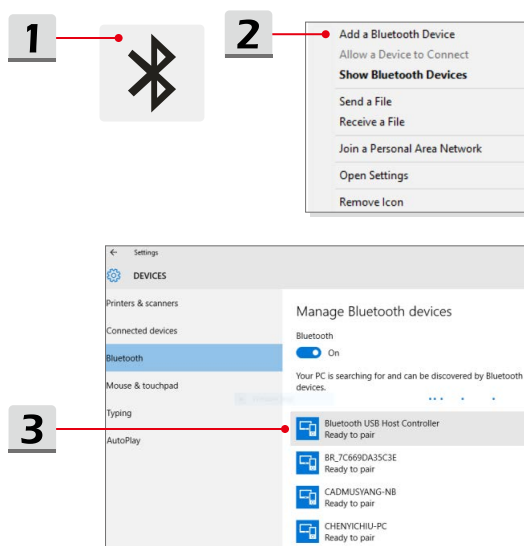 1
2
Add a Bluetooth Device
Allow a Device to Connect
Show Bluetooth Devices
Send a File
Receive a File
Join a Personal Area Network
Open Settings
Remove Icon
Settings
DEVICES
Printers & scanners
Connected devices
Bluetooth
Mouse & touchpad
Typing
AutoPlay
Manage Bluetooth devices
Bluetooth
On
Your PC is searching for and can be discovered by Bluetooth
devices.
3
Bluetooth USB Host Controller
Ready to pair
BR_7C669DA35C3E
Ready to pair
CADMUSYANG-NB
Ready to pair
CHENYICHIU-PC
Ready to pair